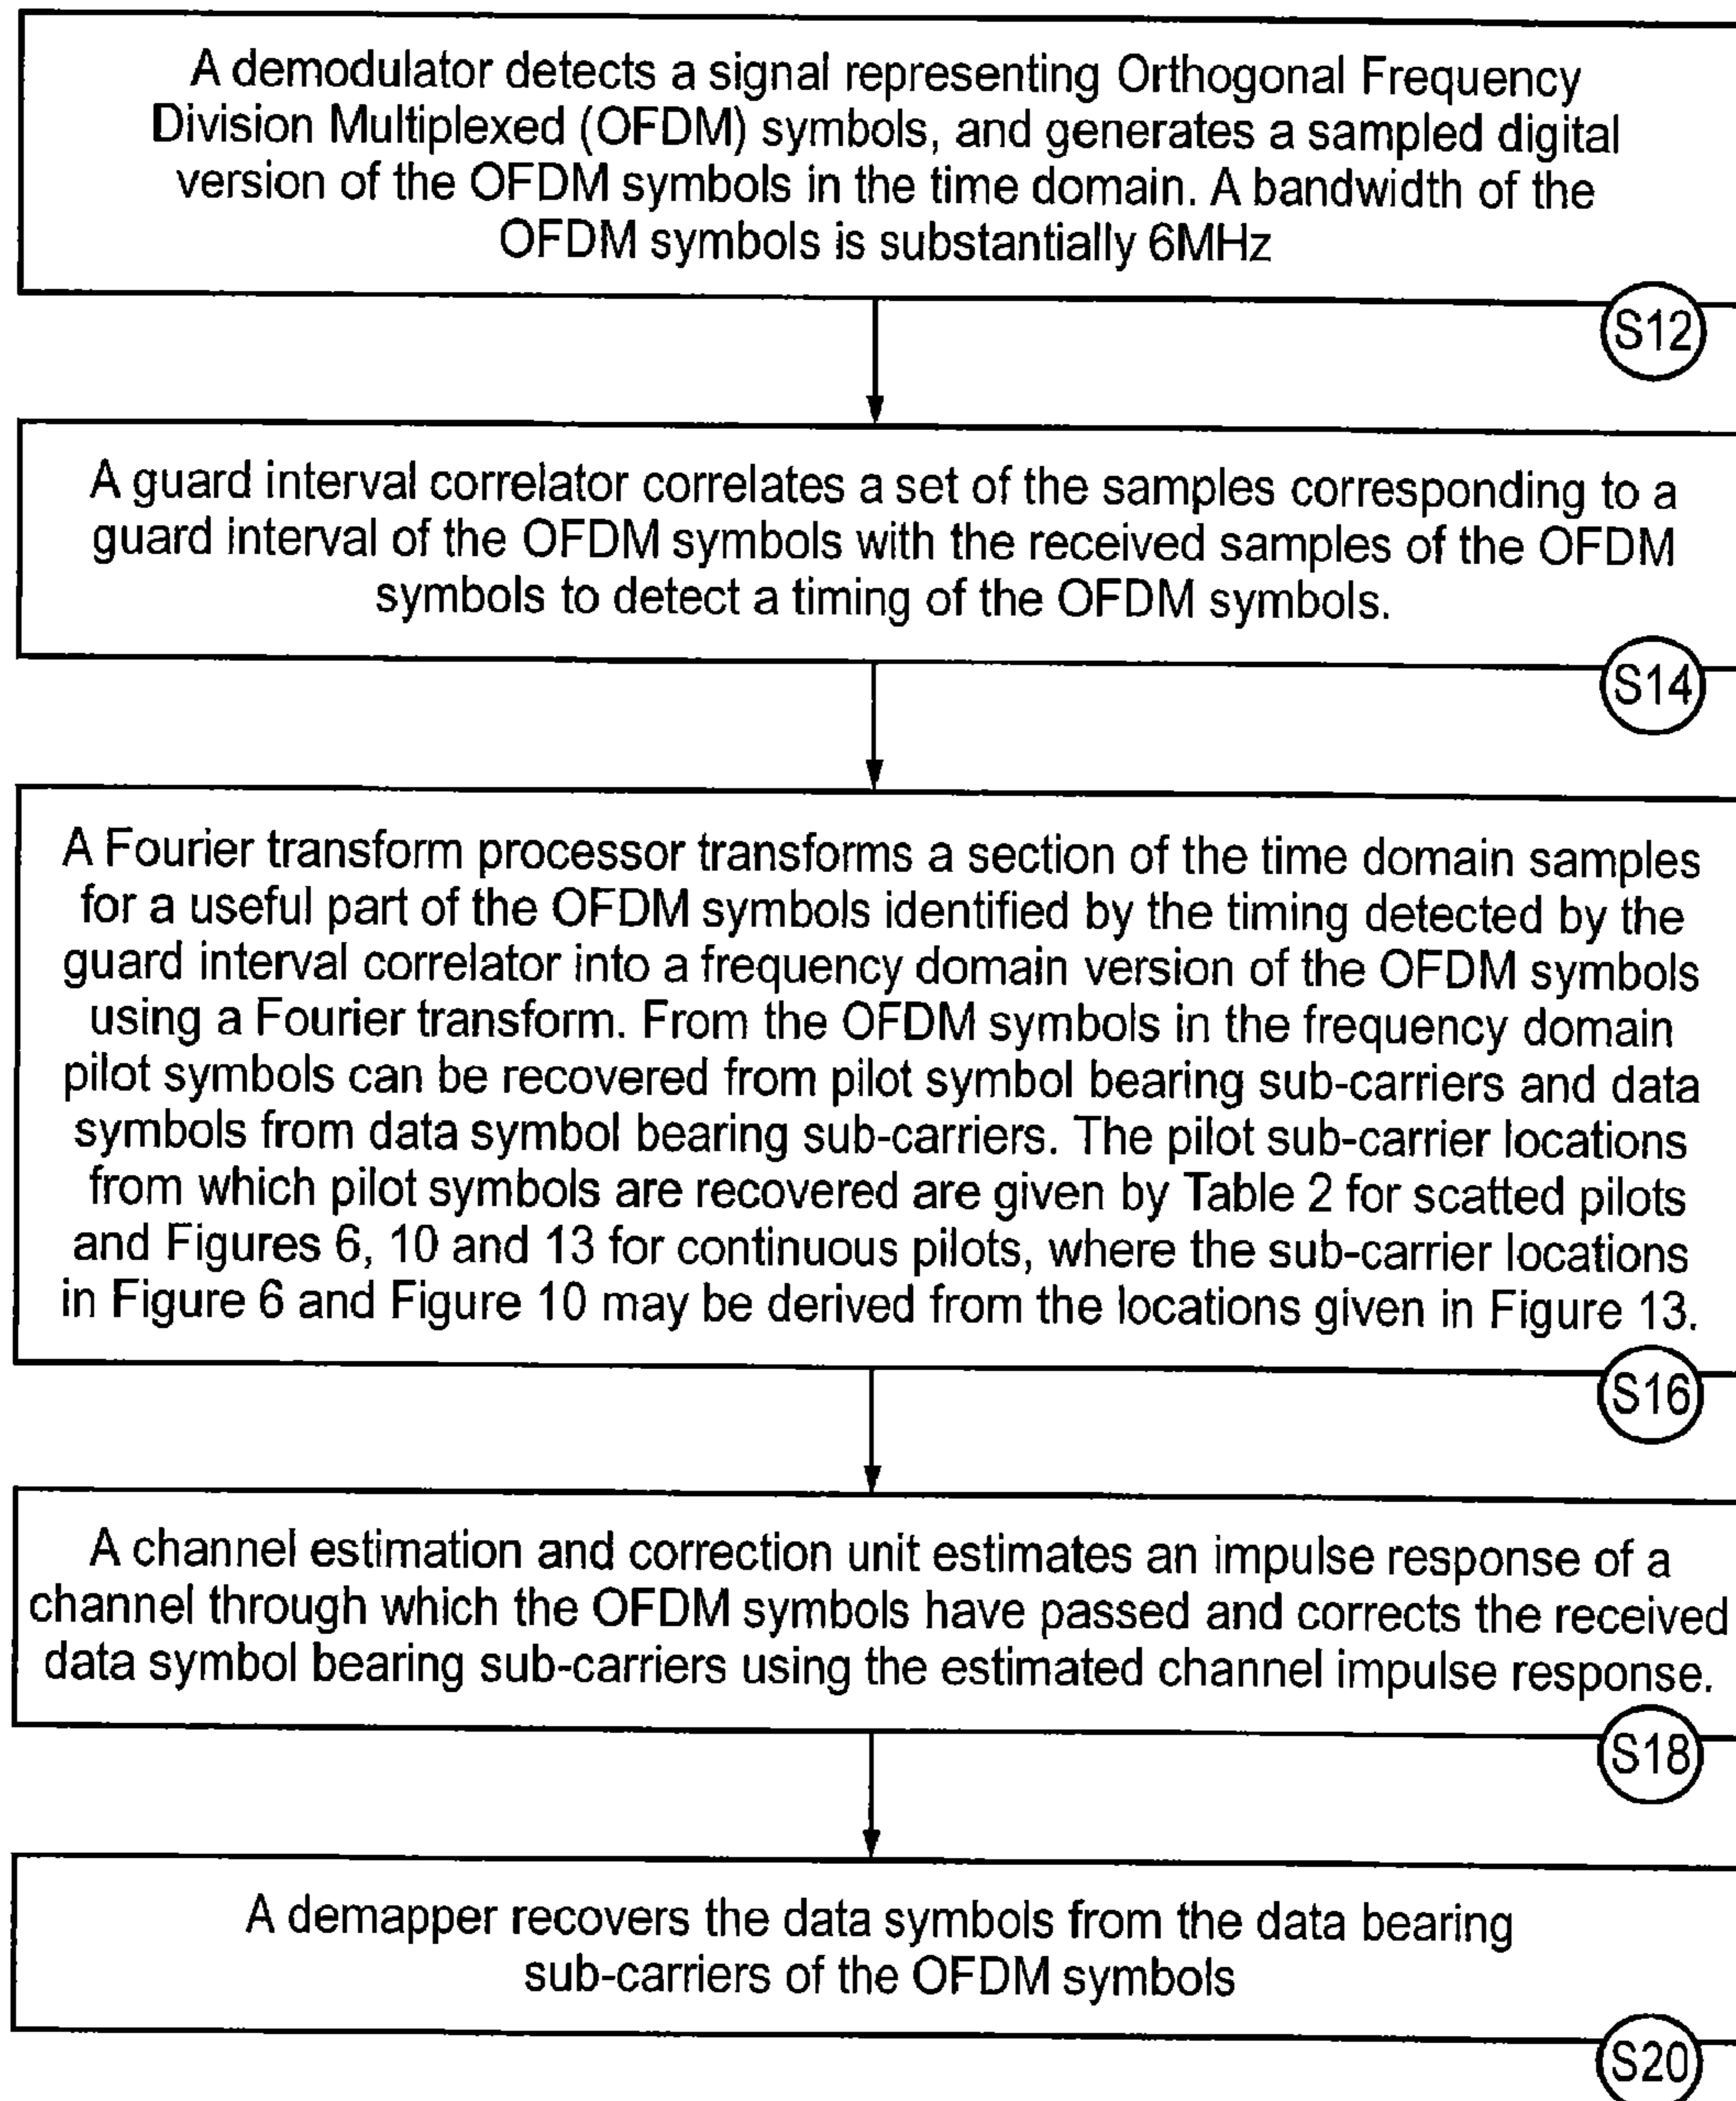 A demodulator detects a signal representing Orthogonal Frequency
Division Multiplexed (OFDM) symbols, and generates a sampled digital
version of the OFDM symbols in the time domain. A bandwidth of the
OFDM symbols is substantially 6MHz
S12
A guard interval correlator correlates a set of the samples corresponding to a
guard interval of the OFDM symbols with the received samples of the OFDM
symbols to detect a timing of the OFDM symbols.
S14
A Fourier transform processor transforms a section of the time domain samples
for a useful part of the OFDM symbols identified by the timing detected by the
guard interval correlator into a frequency domain version of the OFDM symbols
using a Fourier transform. From the OFDM symbols in the frequency domain
pilot symbols can be recovered from pilot symbol bearing sub-carriers and data
symbols from data symbol bearing sub-carriers. The pilot sub-carrier locations
from which pilot symbols are recovered are given by Table 2 for scatted pilots
and Figures 6, 10 and 13 for continuous pilots, where the sub-carrier locations
in Figure 6 and Figure 10 may be derived from the locations given in Figure 13.
S16
A channel estimation and correction unit estimates an impulse response of a
channel through which the OFDM symbols have passed and corrects the received
data symbol bearing sub-carriers using the estimated channel impulse response.
S18
A demapper recovers the data symbols from the data bearing
sub-carriers of the OFDM symbols
S20